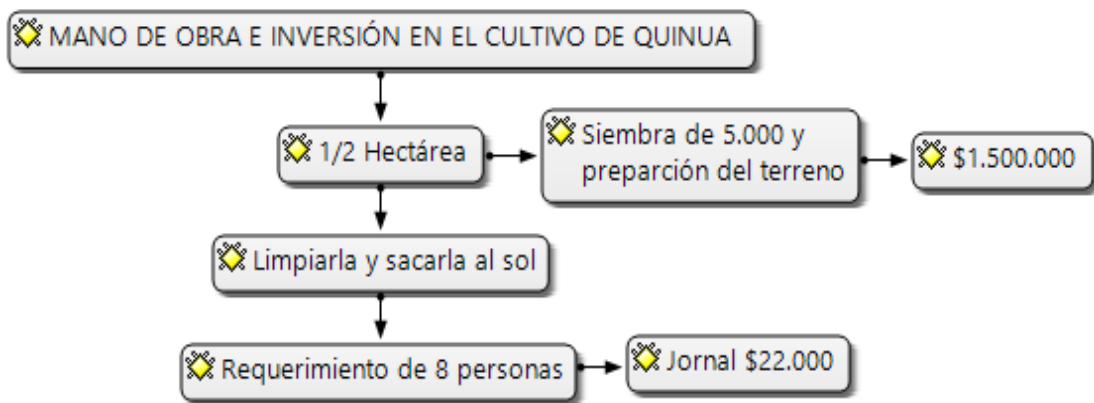 MANO DE OBRA E INVERSIÓN EN EL CULTIVO DE QUINUA
1/2 Hectárea
Siembra de 5.000 y
preparción del terreno
$1.500.000
Limpiarla y sacarla al sol
Requerimiento de 8 personas
Jornal $22.000